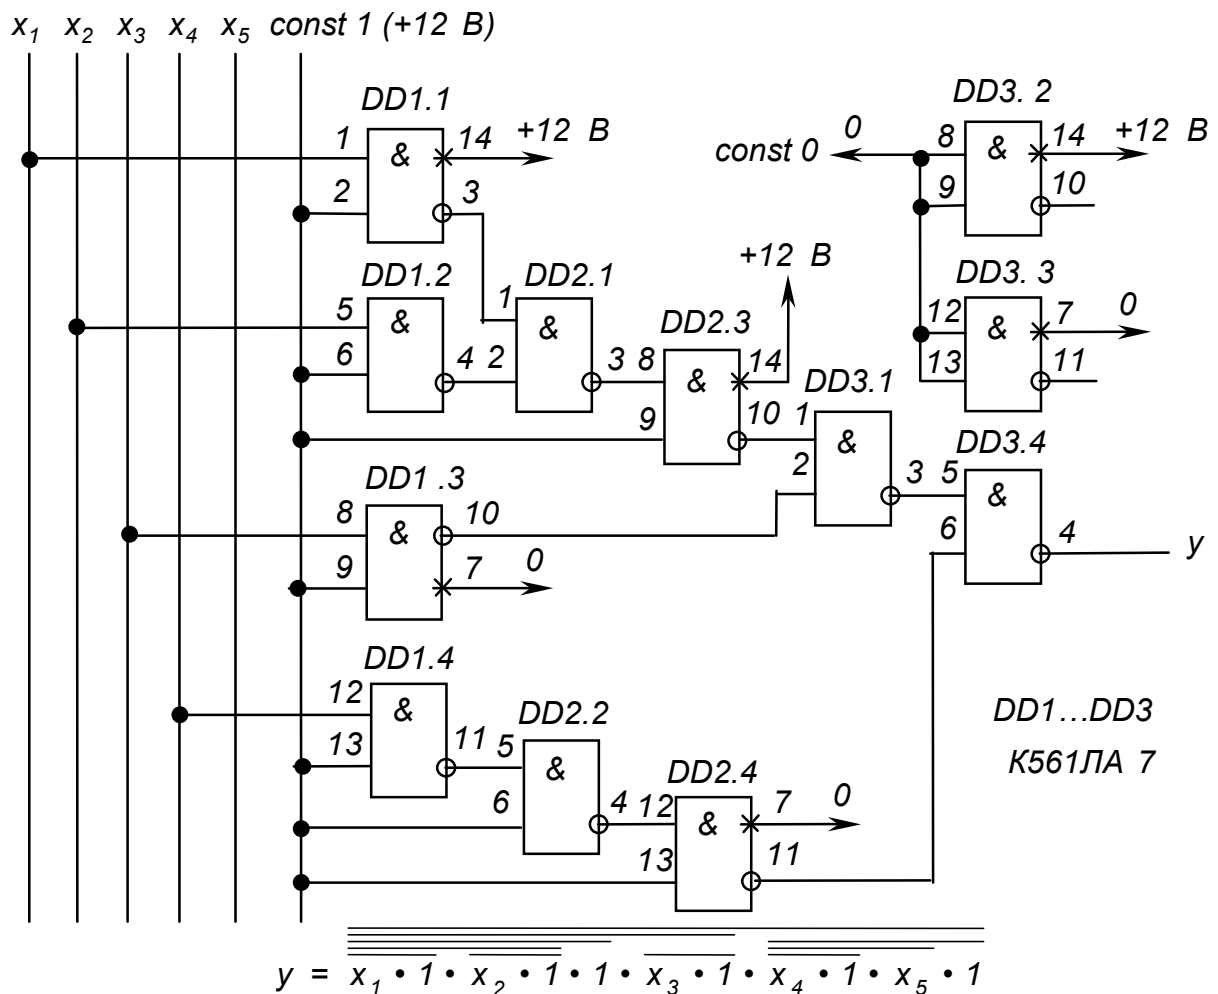 x1 x2 x3 x4 x5 const 1 (+12 В)
DD1.1
1 & 14 +12 В
2 3
DD3. 2
const 0 0 8 & 14 +12 В
9 10
DD1.2
5 &
6 4
DD2.1
1 &
2 3
+12 В
DD2.3
8 & 14
9 10
DD3. 3
12 & 7 0
13 11
DD3.1
1 &
2 3
DD3.4
5 &
6 4 y
DD1 .3
8 & 10
9 7 0
DD1.4
12 &
13 11
DD2.2
5 &
6 4
DD2.4
12 & 7 0
13 11
DD1...DD3
К561ЛА 7
y = x1 • 1 • x2 • 1 • 1 • x3 • 1 • x4 • 1 • x5 • 1